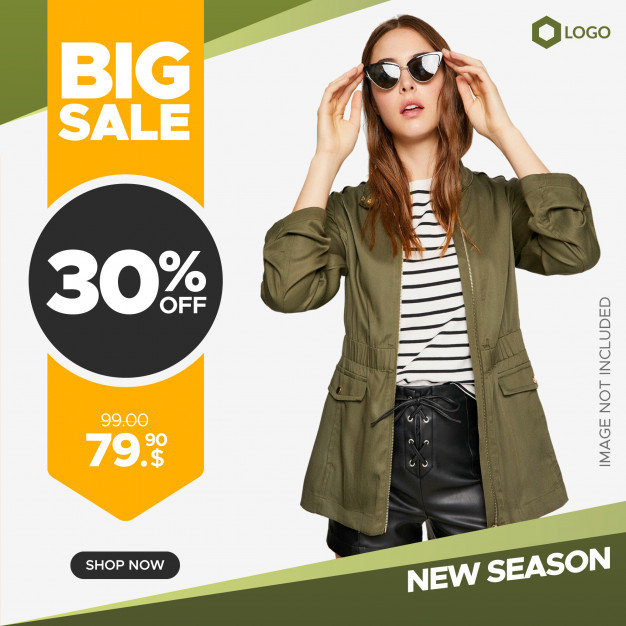 BIG
SALE
30%
OFF
99.00
79.90$
SHOP NOW
LOGO
IMAGE NOT INCLUDED
NEW SEASON